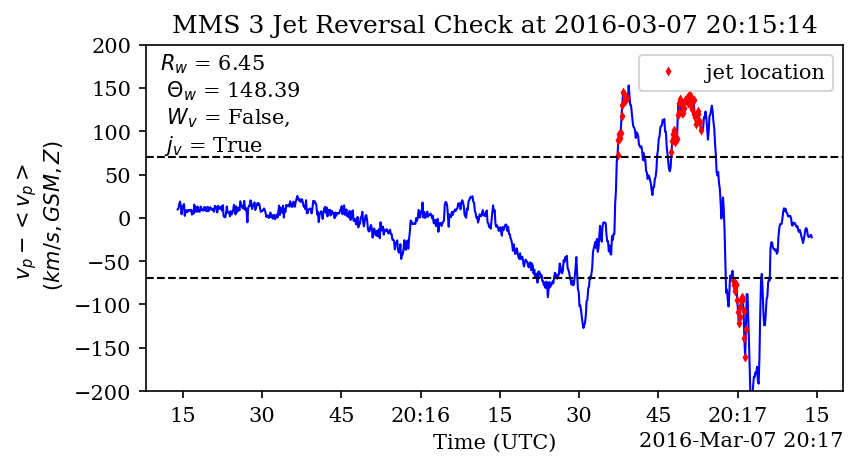 MMS 3 Jet Reversal Check at 2016-03-07 20:15:14
R_w = 6.45
Θ_w = 148.39
W_v = False,
j_v = True
jet location
v_p − < v_p >
(km/s, GSM, Z)
200
150
100
50
0
−50
−100
−150
−200
15 30 45 20:16 15 30 45 20:17 15
Time (UTC)
2016-Mar-07 20:17